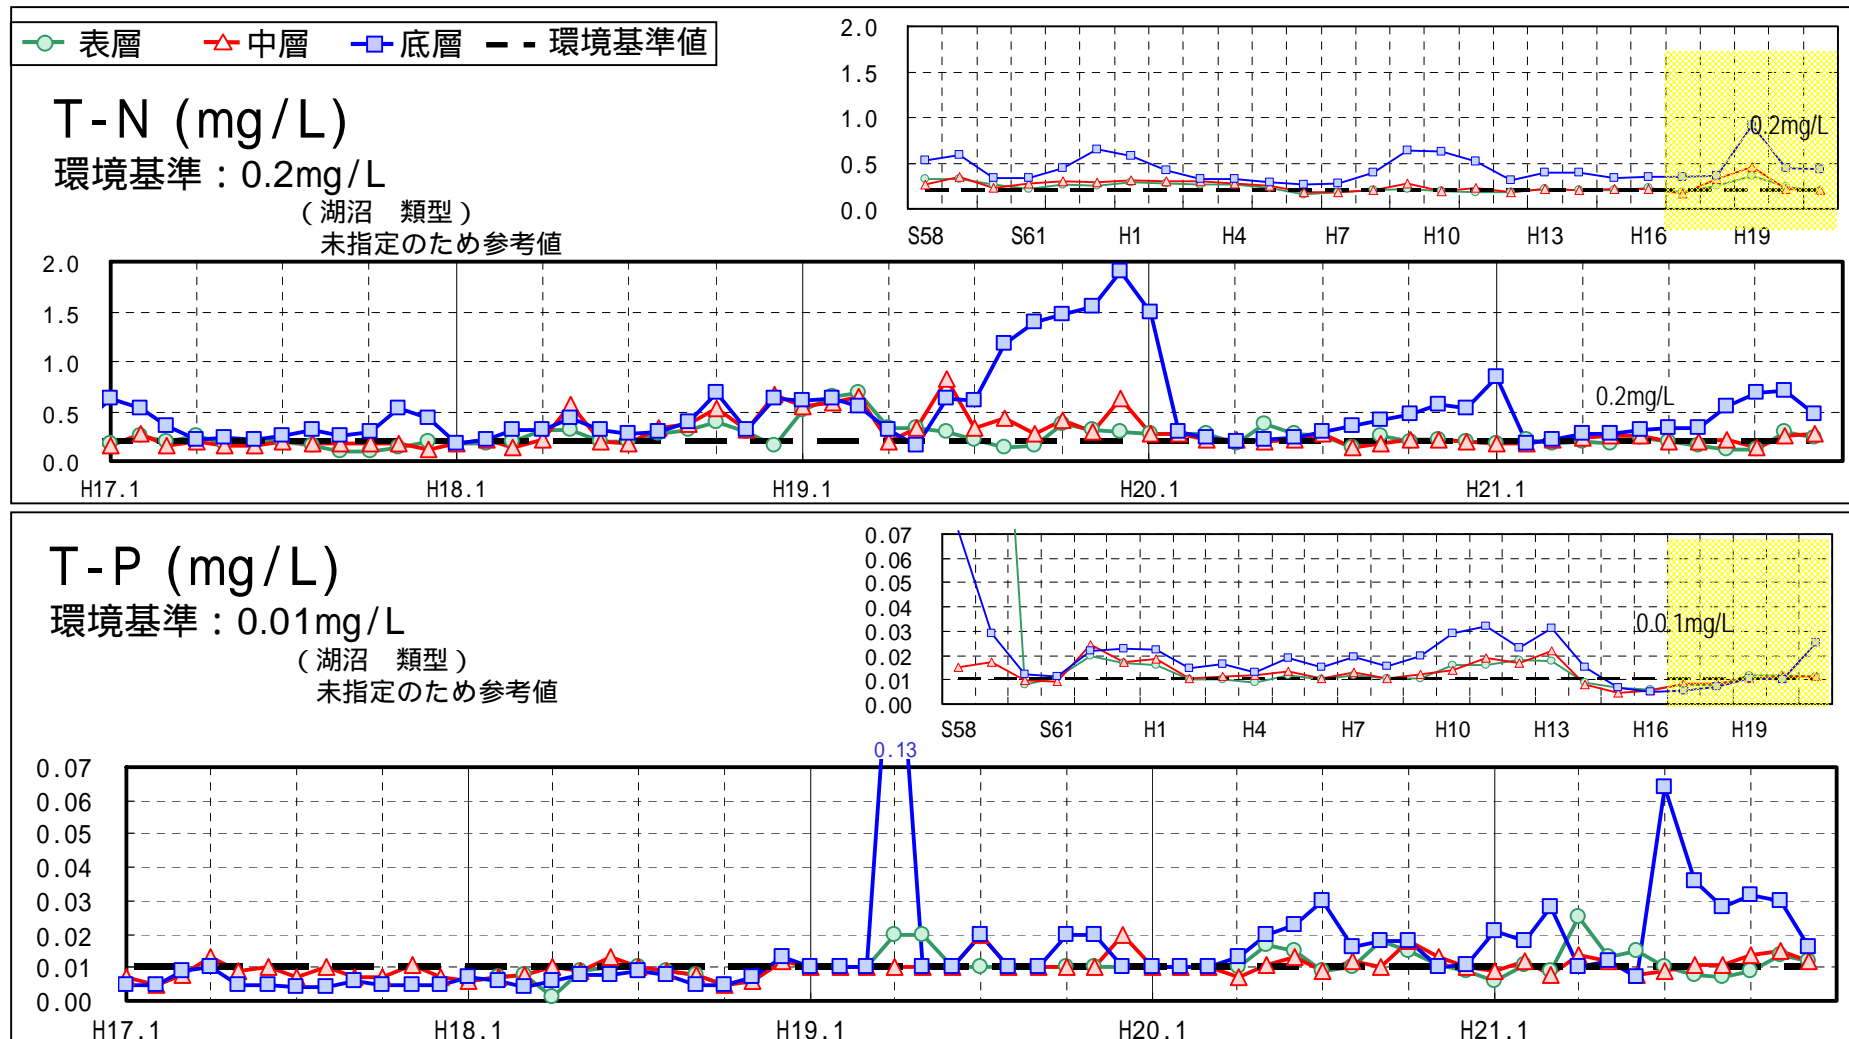 表層 中層 底層 環境基準値
T-N (mg/L)
環境基準：0.2mg/L
（湖沼　類型）
未指定のため参考値
2.0
1.5
1.0
0.5
0.0
0.2mg/L
S58 S61 H1 H4 H7 H10 H13 H16 H19
2.0
1.5
1.0
0.5
0.0
0.2mg/L
H17.1 H18.1 H19.1 H20.1 H21.1
T-P (mg/L)
環境基準：0.01mg/L
（湖沼　類型）
未指定のため参考値
0.07
0.06
0.05
0.04
0.03
0.02
0.01
0.00
0.0.1mg/L
S58 S61 H1 H4 H7 H10 H13 H16 H19
0.13
0.07
0.06
0.05
0.04
0.03
0.02
0.01
0.00
H17.1 H18.1 H19.1 H20.1 H21.1